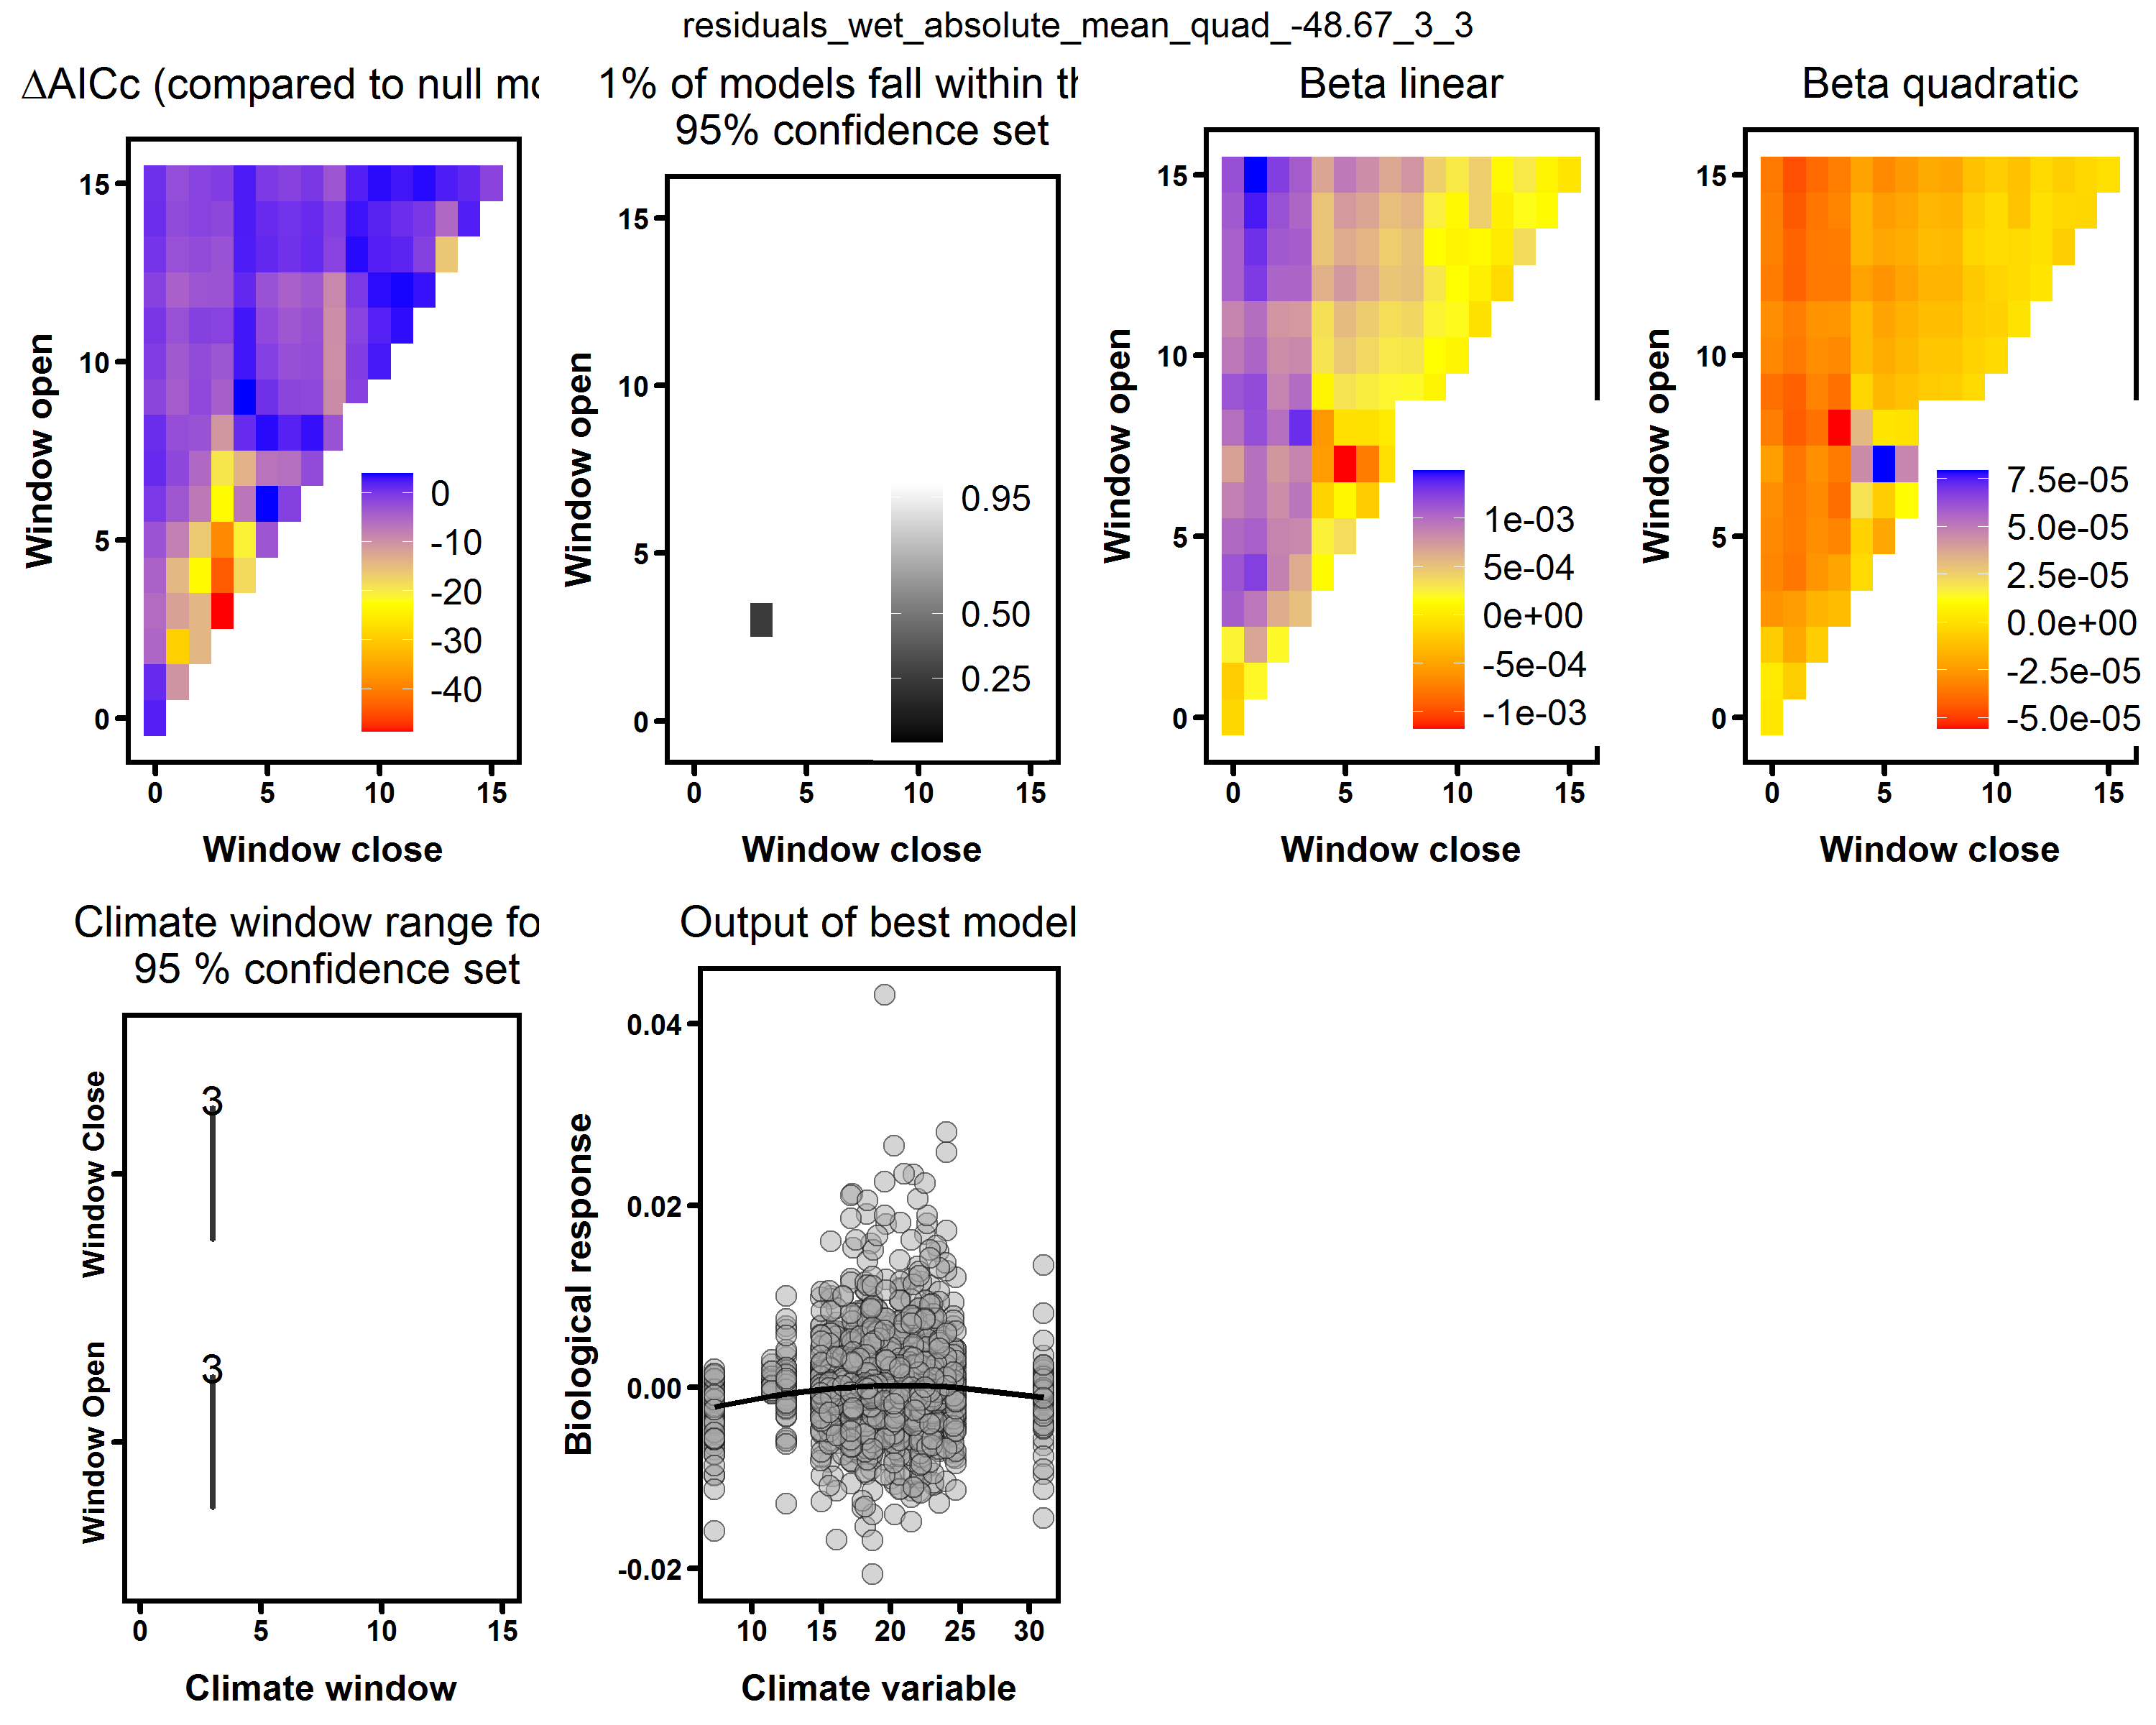 residuals_wet_absolute_mean_quad_-48.67_3_3
ΔAICc (compared to null mo
Window open
15
10
5
0
0
-10
-20
-30
-40
0 5 10 15
Window close
1% of models fall within th
95% confidence set
Window open
15
10
5
0
0.95
0.50
0.25
0 5 10 15
Window close
Beta linear
Window open
15
10
5
0
1e-03
5e-04
0e+00
-5e-04
-1e-03
0 5 10 15
Window close
Beta quadratic
Window open
15
10
5
0
7.5e-05
5.0e-05
2.5e-05
0.0e+00
-2.5e-05
-5.0e-05
0 5 10 15
Window close
Climate window range fo
95 % confidence set
Window Close
Window Open
3
3
0 5 10 15
Climate window
Output of best model
Biological response
0.04
0.02
0.00
-0.02
10 15 20 25 30
Climate variable